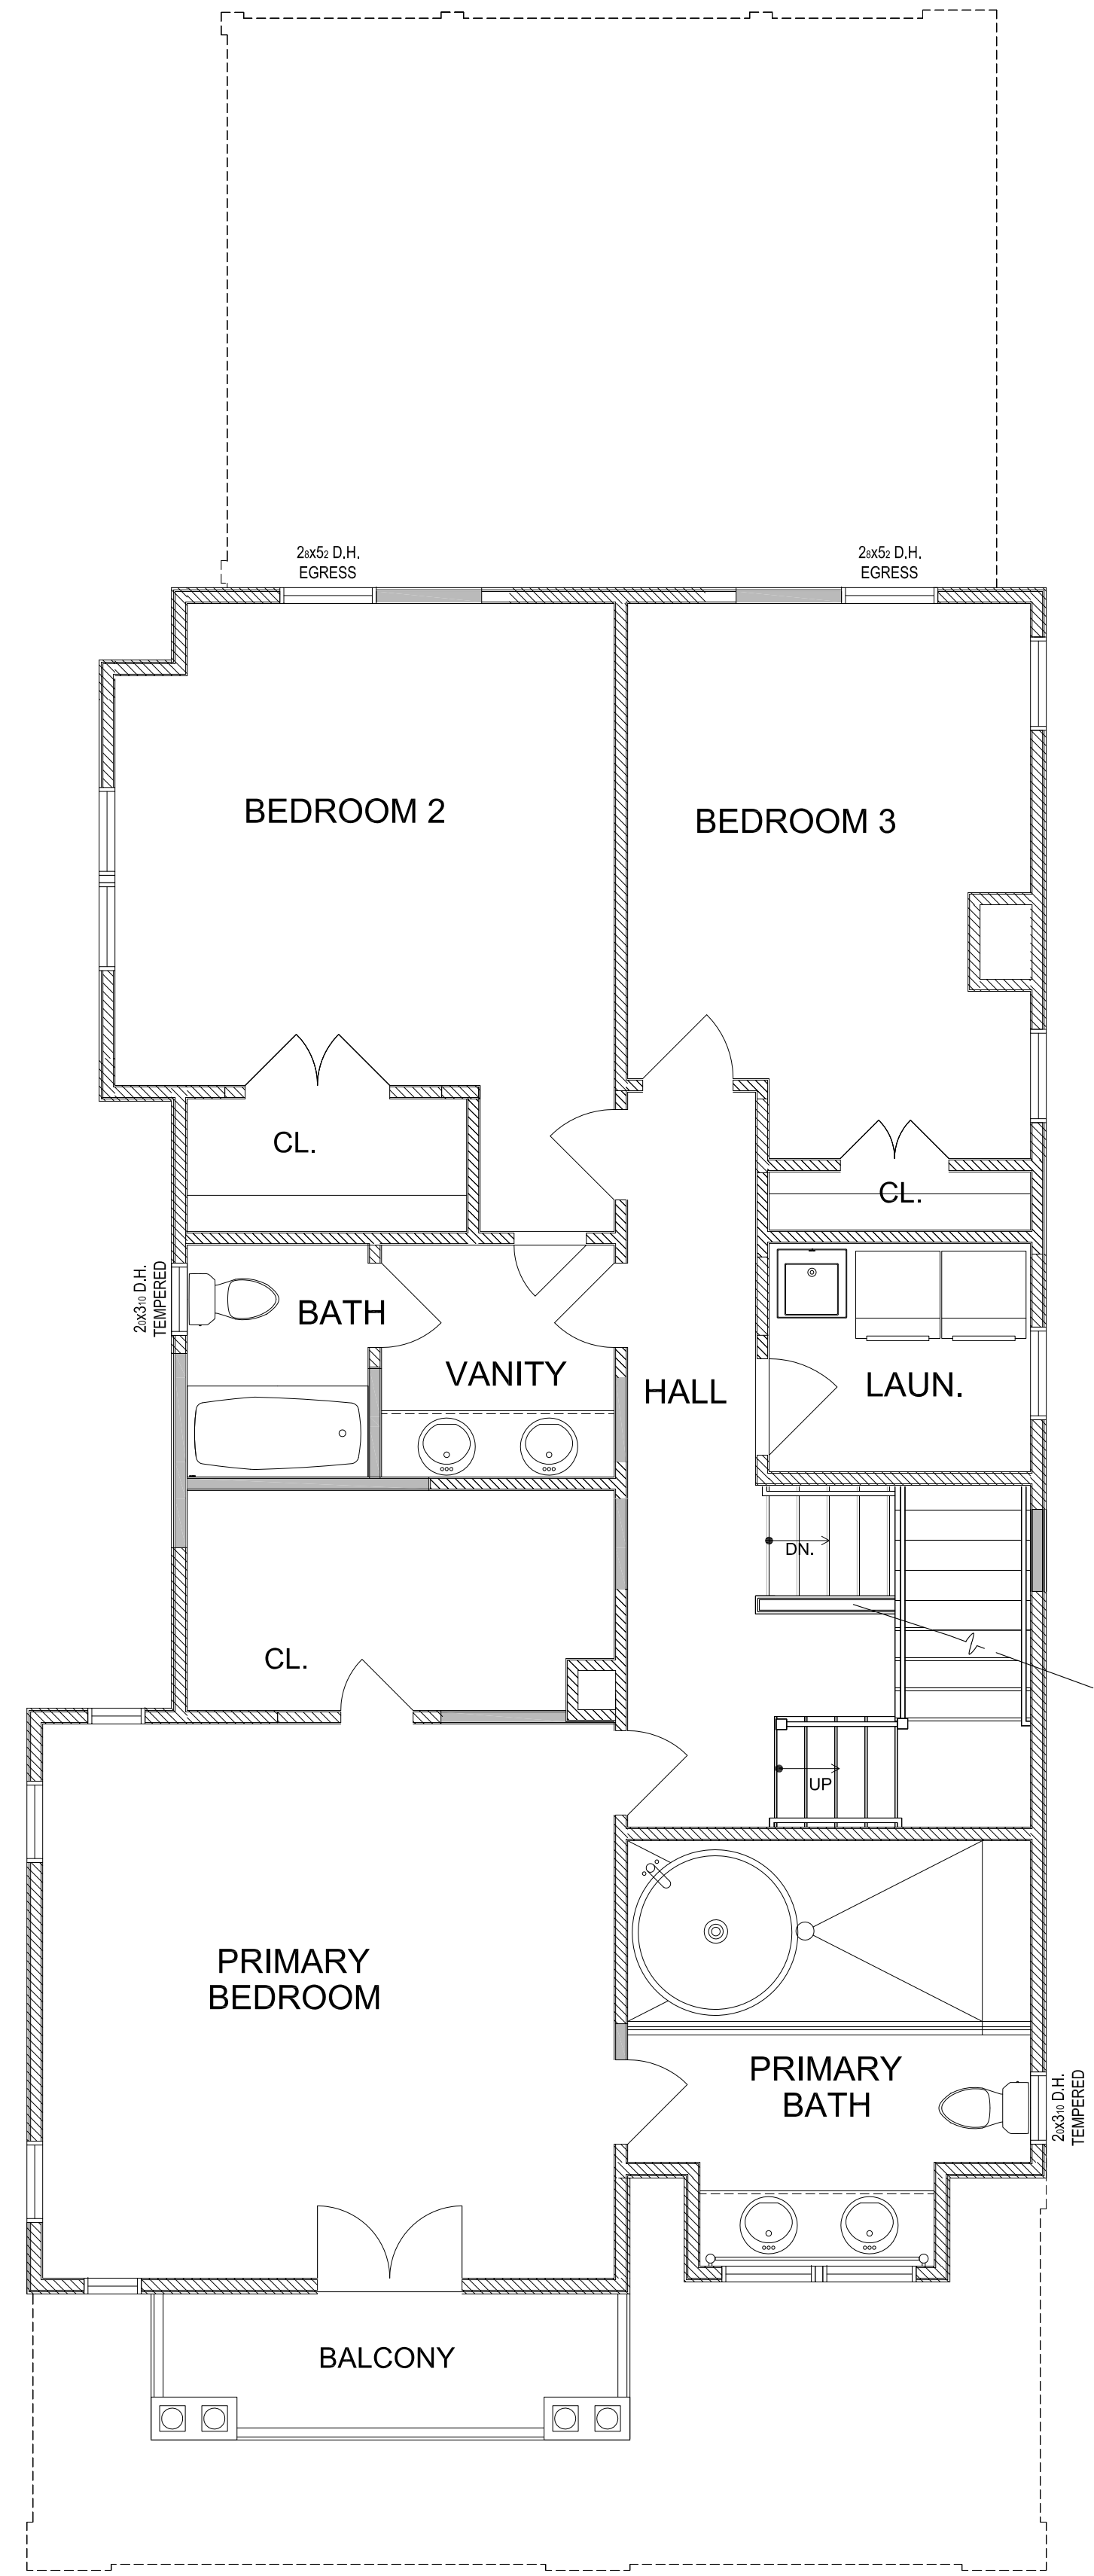 28x52 D.H.
EGRESS
28x52 D.H.
EGRESS
BEDROOM 2
BEDROOM 3
CL.
CL.
20x310 D.H.
TEMPERED
BATH
VANITY
HALL
LAUN.
DN.
CL.
UP
PRIMARY
BEDROOM
PRIMARY
BATH
20x310 D.H.
TEMPERED
BALCONY